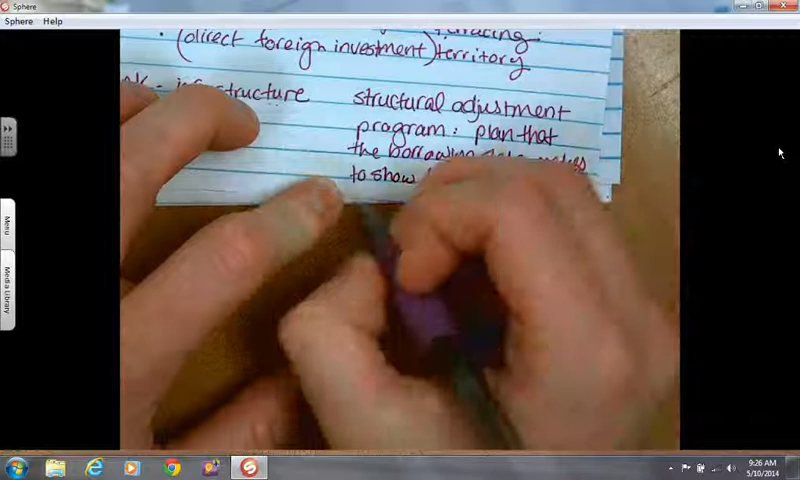 Sphere
Sphere Help
(direct foreign investment) territory
structural adjustment
program: plan that
the borrowing
to show
Menu
Media Library
9:26 AM
5/10/2014